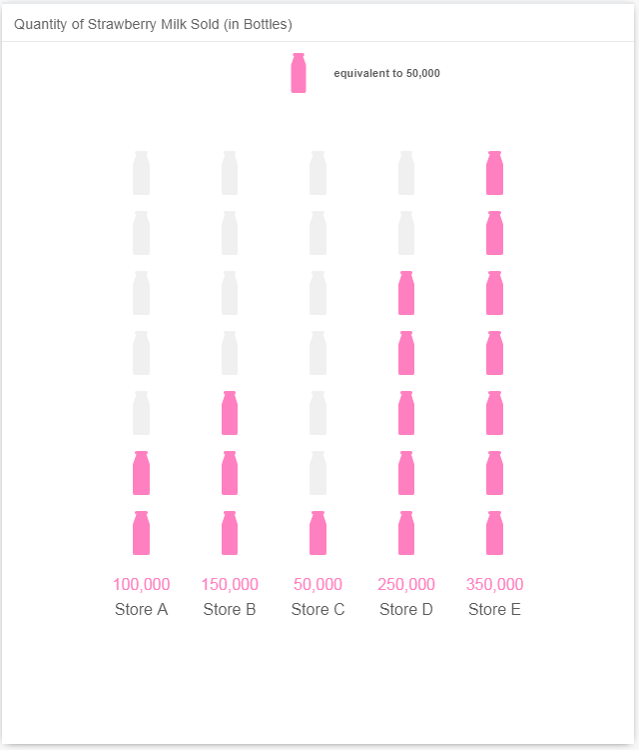 Quantity of Strawberry Milk Sold (in Bottles)
equivalent to 50,000
100,000 150,000 50,000 250,000 350,000
Store A Store B Store C Store D Store E